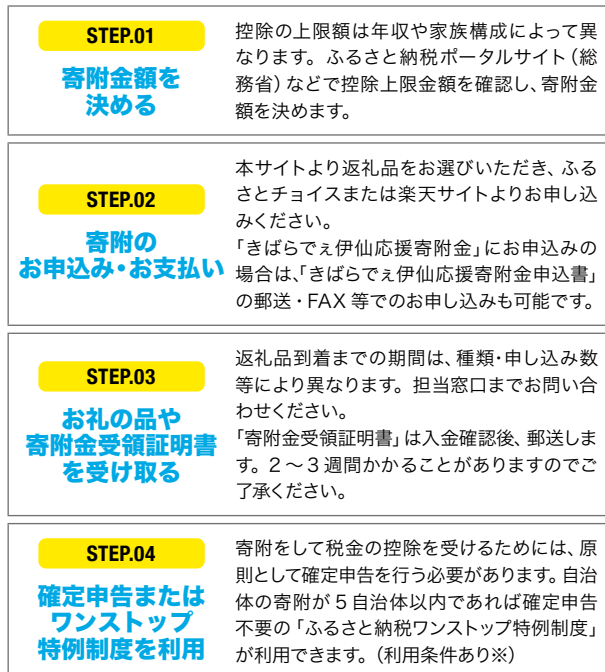 STEP.01
寄附金額を
決める
控除の上限額は年収や家族構成によって異
なります。ふるさと納税ポータルサイト（総
務省）などで控除上限金額を確認し、寄附金
額を決めます。
STEP.02
寄附の
お申込み・お支払い
本サイトより返礼品をお選びいただき、ふる
さとチョイスまたは楽天サイトよりお申し込
みください。
「きばらでぇ伊仙応援寄附金」にお申込みの
場合は、「きばらでぇ伊仙応援寄附金申込書」
の郵送・FAX 等でのお申し込みも可能です。
STEP.03
お礼の品や
寄附金受領証明書
を受け取る
返礼品到着までの期間は、種類・申し込み数
等により異なります。担当窓口までお問い合
わせください。
「寄附金受領証明書」は入金確認後、郵送しま
す。2～3週間かかることがありますのでご
了承ください。
STEP.04
確定申告または
ワンストップ
特例制度を利用
寄附をして税金の控除を受けるためには、原
則として確定申告を行う必要があります。自治
体の寄附が5自治体以内であれば確定申告
不要の「ふるさと納税ワンストップ特例制度」
が利用できます。（利用条件あり※）